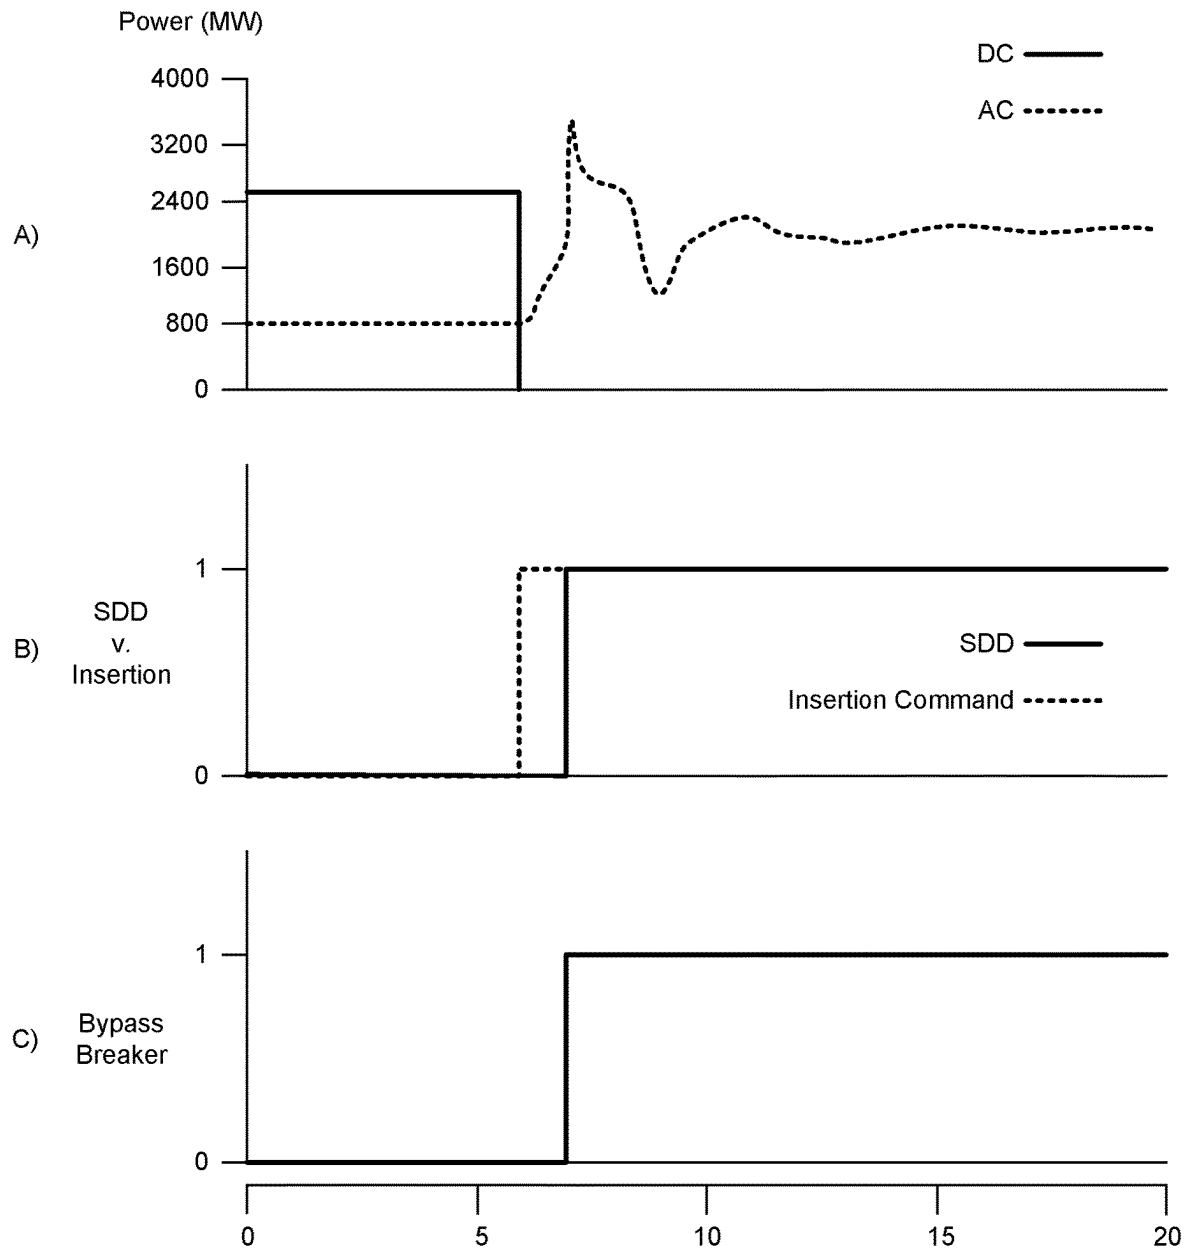 Power (MW)
DC
AC
4000
3200
2400
1600
800
0
A)
1
SDD
v.
Insertion
B)
SDD
Insertion Command
0
1
C)
Bypass
Breaker
0
0
5
10
15
20